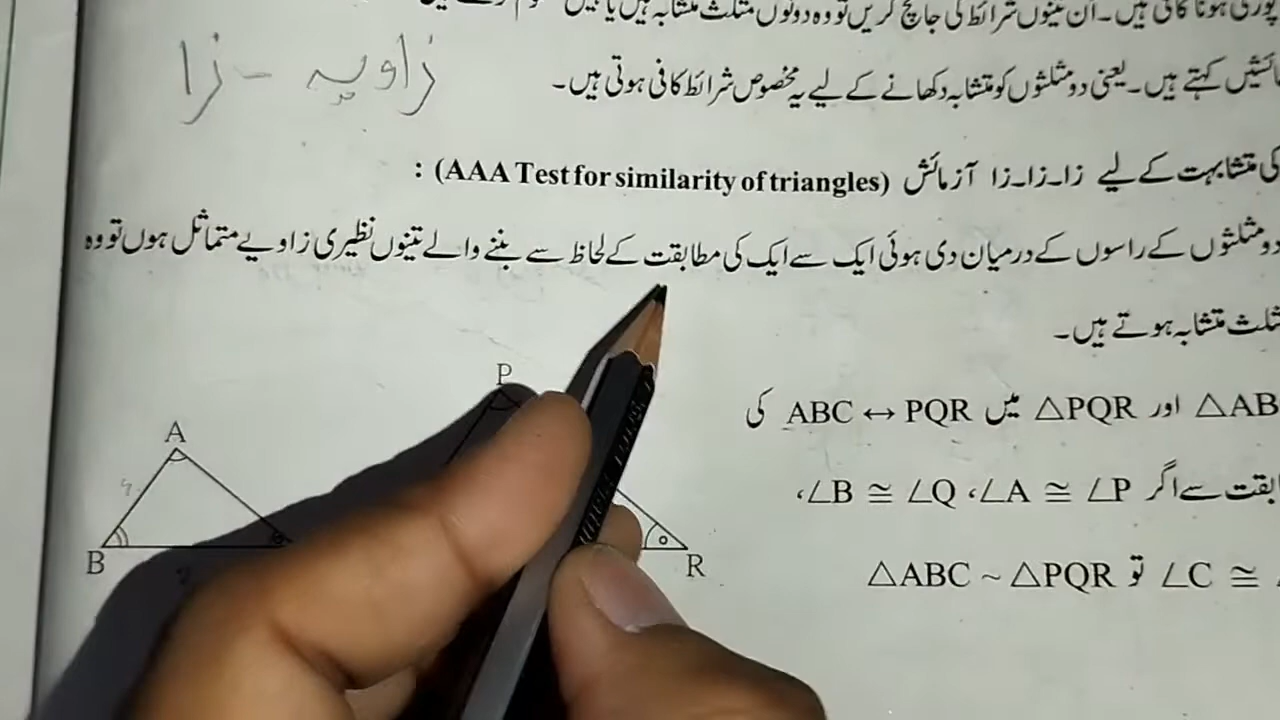 پوری ہونا کافی ہیں۔ ان تینوں شرائط کی جانچ کریں تو وہ دونوں مثلث متشابہ ہیں یا نہیں
کہتے ہیں۔ یعنی دو مثلثوں کو متشابہ دکھانے کے لیے یہ مخصوص شرائط کافی ہوتی ہیں۔
زاویہ - زا
کی متشابہت کے لیے زا۔زا۔زا آزمائش (AAA Test for similarity of triangles) :
دو مثلثوں کے راسوں کے درمیان دی ہوئی ایک سے ایک کی مطابقت کے لحاظ سے بننے والے تینوں نظیری زاویے متماثل ہوں تو وہ
متشابہ ہوتے ہیں۔
△AB اور △PQR میں ABC ↔ PQR کی
سے اگر ∠A ≅ ∠P، ∠B ≅ ∠Q،
∠C ≅ تو △ABC ~ △PQR
P
A
B
R